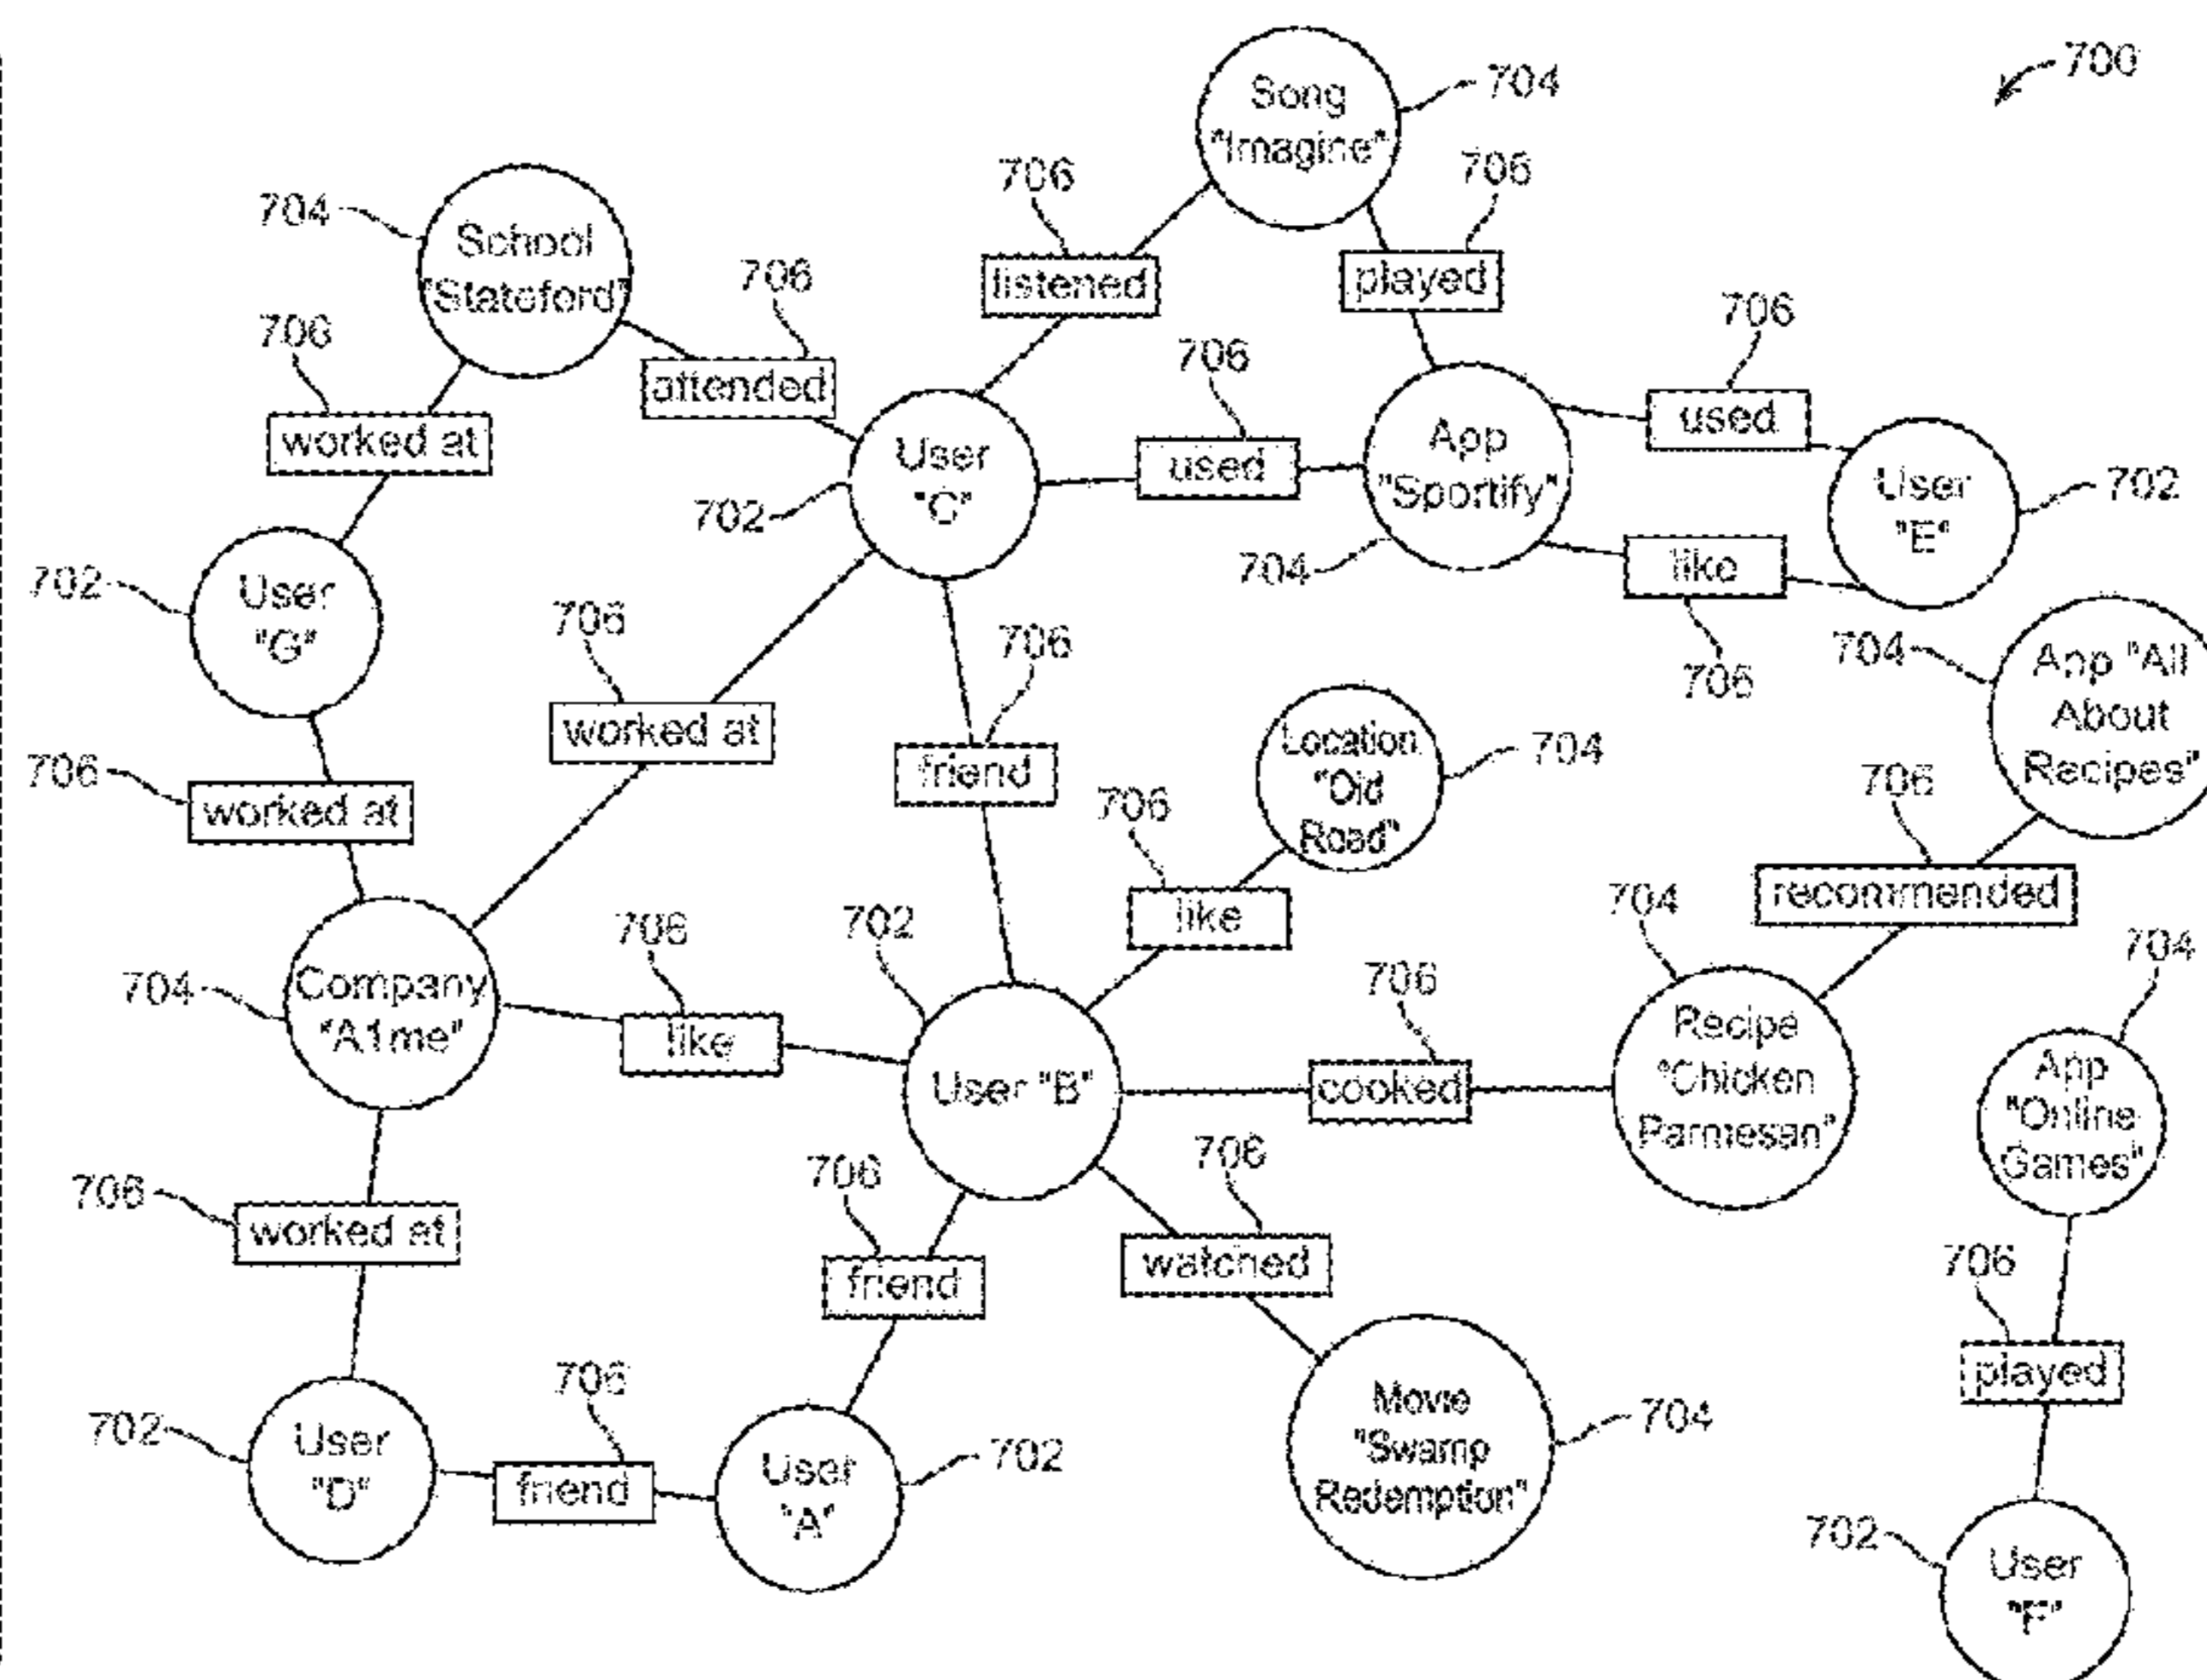 700
Song
"Imagine"
704
706
706
School
"Stateford"
704
706
listened
played
706
706
attended
706
used
worked at
User
"C"
702
used
App
"Sportify"
704
User
"E"
702
like
706
702
User
"G"
706
706
704
App "All
About
Recipes"
worked at
friend
Location
"Old
Road"
704
706
706
worked at
706
like
recommended
704
Company
"A1me"
706
like
702
User "B"
706
cooked
704
Recipe
"Chicken
Parmesan"
704
App
"Online
Games"
706
worked at
706
friend
706
watched
706
played
702
User
"D"
706
friend
User
"A"
702
Movie
"Swamp
Redemption"
704
702
User
"F"